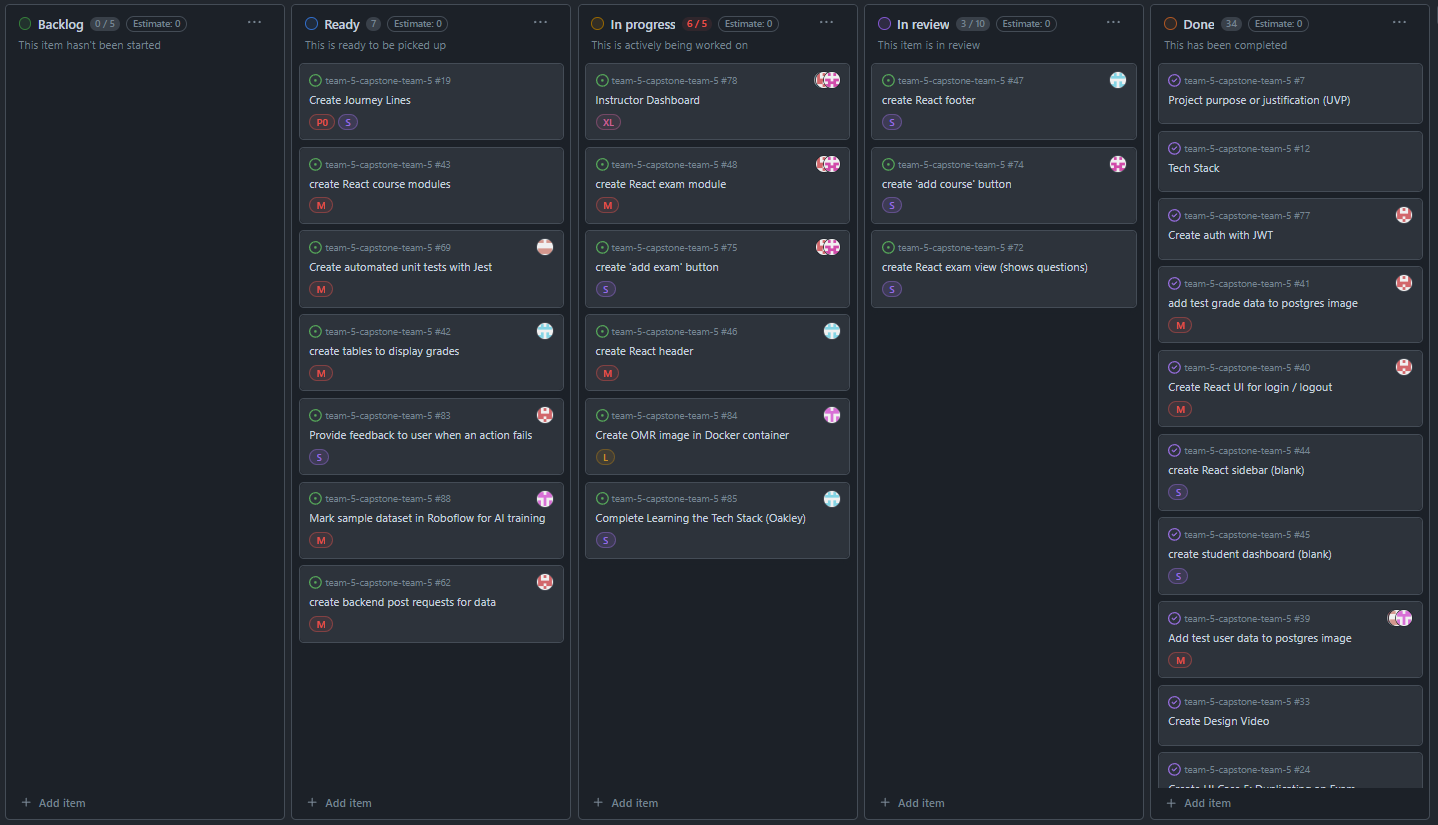 Backlog 0 / 5 Estimate: 0
This item hasn't been started
Add item
Ready 7 Estimate: 0
This is ready to be picked up
team-5-capstone-team-5 #19
Create Journey Lines
P0 S
team-5-capstone-team-5 #43
create React course modules
M
team-5-capstone-team-5 #69
Create automated unit tests with Jest
M
team-5-capstone-team-5 #42
create tables to display grades
M
team-5-capstone-team-5 #83
Provide feedback to user when an action fails
S
team-5-capstone-team-5 #88
Mark sample dataset in Roboflow for AI training
M
team-5-capstone-team-5 #62
create backend post requests for data
M
Add item
In progress 6 / 5 Estimate: 0
This is actively being worked on
team-5-capstone-team-5 #78
Instructor Dashboard
XL
team-5-capstone-team-5 #48
create React exam module
M
team-5-capstone-team-5 #75
create 'add exam' button
S
team-5-capstone-team-5 #46
create React header
M
team-5-capstone-team-5 #84
Create OMR image in Docker container
L
team-5-capstone-team-5 #85
Complete Learning the Tech Stack (Oakley)
S
Add item
In review 3 / 10 Estimate: 0
This item is in review
team-5-capstone-team-5 #47
create React footer
S
team-5-capstone-team-5 #74
create 'add course' button
S
team-5-capstone-team-5 #72
create React exam view (shows questions)
S
Add item
Done 34 Estimate: 0
This has been completed
team-5-capstone-team-5 #7
Project purpose or justification (UVP)
team-5-capstone-team-5 #12
Tech Stack
team-5-capstone-team-5 #77
Create auth with JWT
team-5-capstone-team-5 #41
add test grade data to postgres image
M
team-5-capstone-team-5 #40
Create React UI for login / logout
M
team-5-capstone-team-5 #44
create React sidebar (blank)
S
team-5-capstone-team-5 #45
create student dashboard (blank)
S
team-5-capstone-team-5 #39
Add test user data to postgres image
M
team-5-capstone-team-5 #33
Create Design Video
team-5-capstone-team-5 #24
Add item